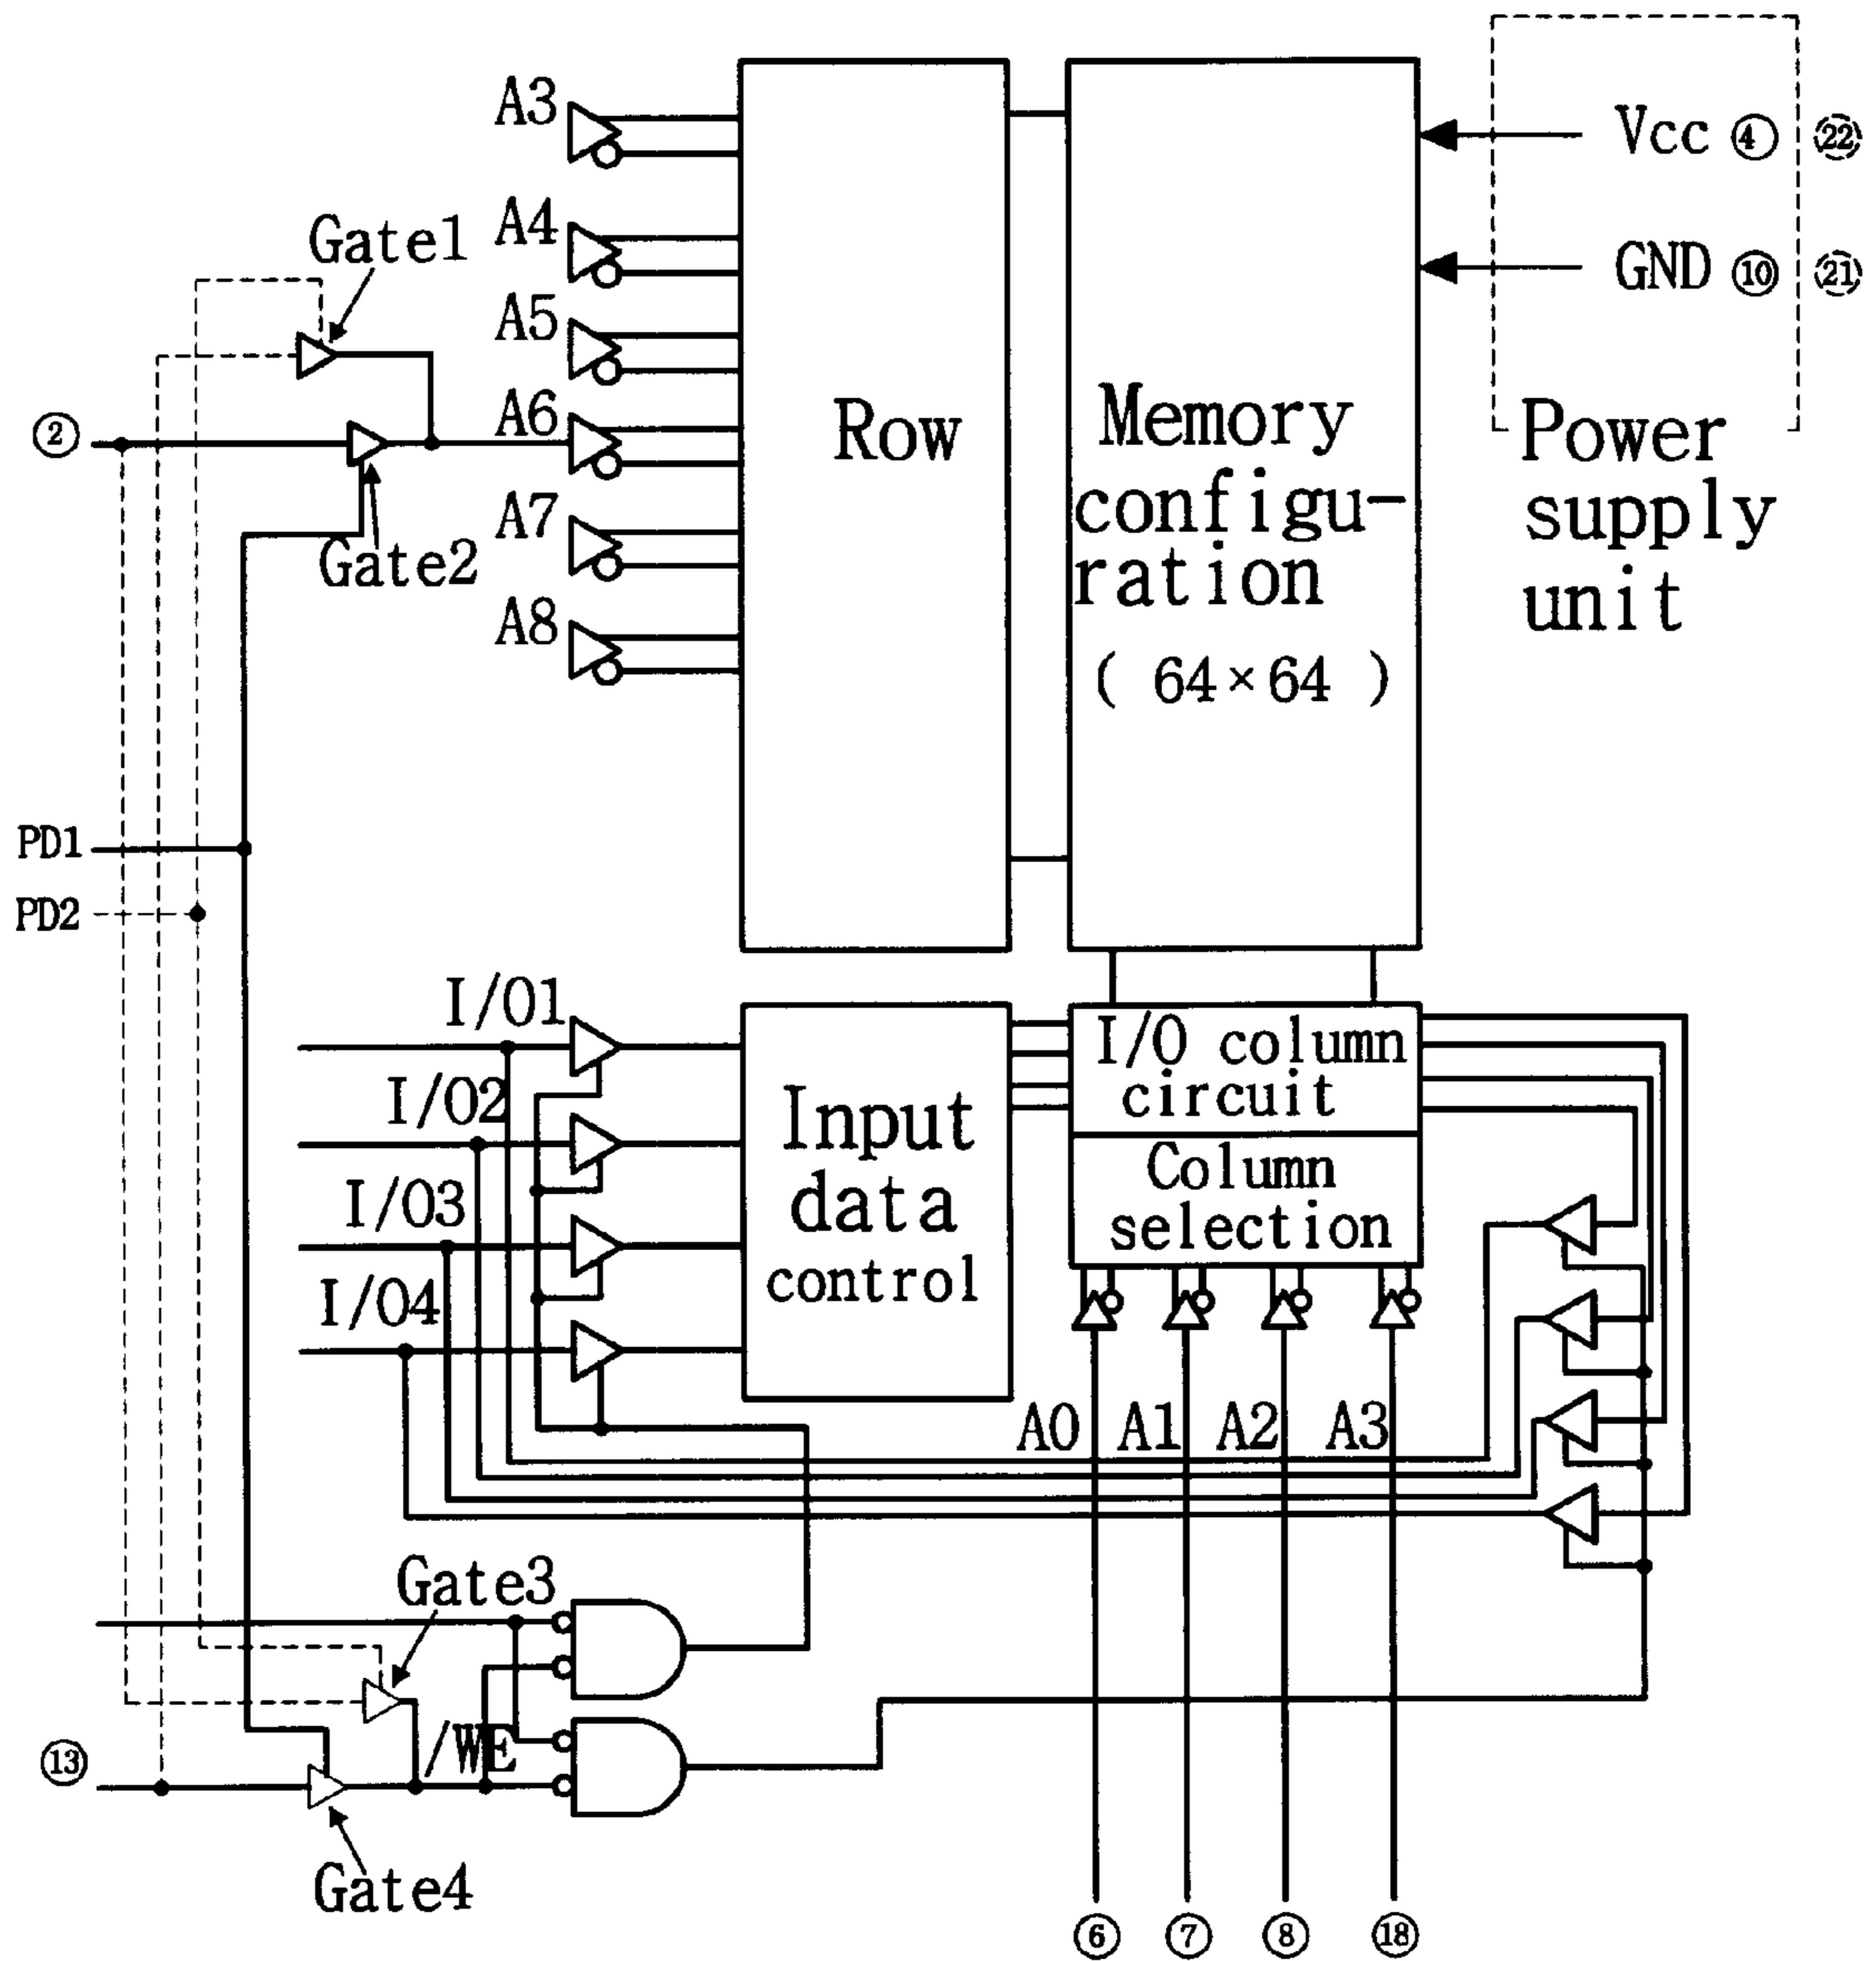 A3
Vcc ④ ㉒
A4
Gate1
GND ⑩ ㉑
A5
②
A6
Row
Memory
configu-
ration
( 64×64 )
Power
supply
unit
A7
Gate2
A8
PD1
PD2
I/O1
I/O2
I/O3
I/O4
Input
data
control
I/O column
circuit
Column
selection
A0 A1 A2 A3
Gate3
/WE
⑬
Gate4
⑥ ⑦ ⑧ ⑱